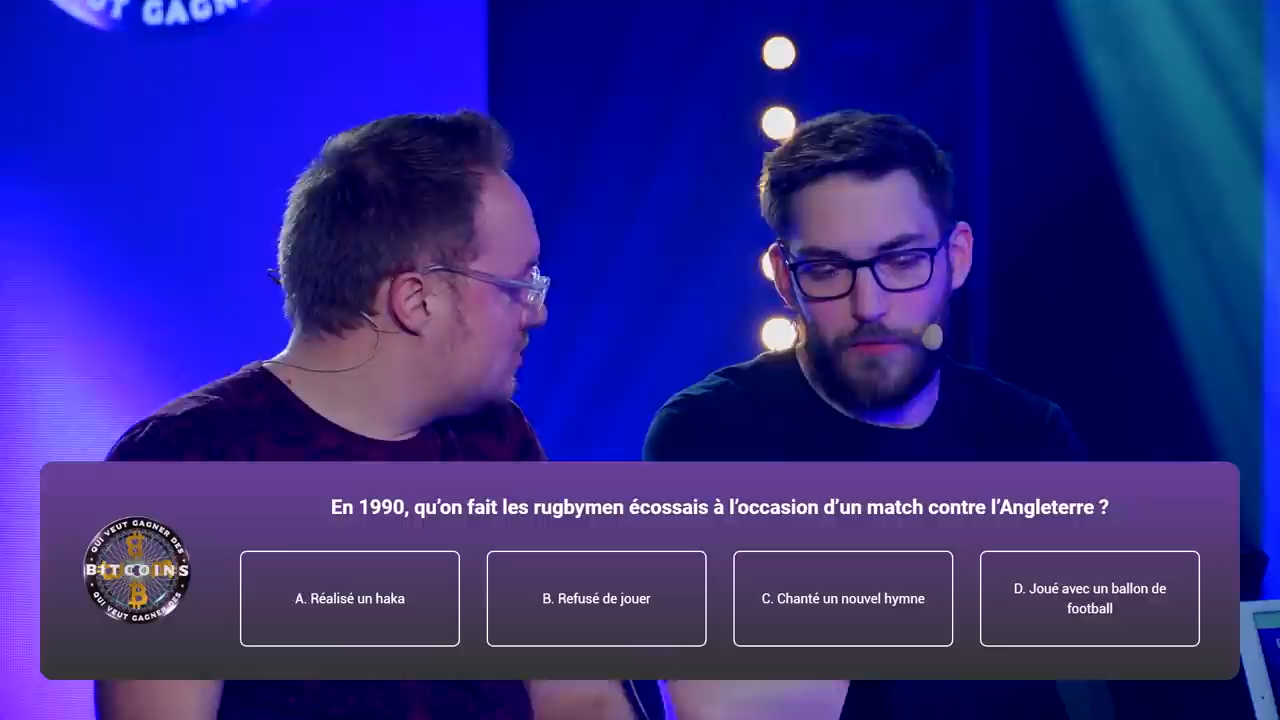 UT GAGNE
En 1990, qu'on fait les rugbymen écossais à l'occasion d'un match contre l'Angleterre ?
QUI VEUT GAGNER DES
BITCOINS
QUI VEUT GAGNER DES
A. Réalisé un haka
B. Refusé de jouer
C. Chanté un nouvel hymne
D. Joué avec un ballon de
football